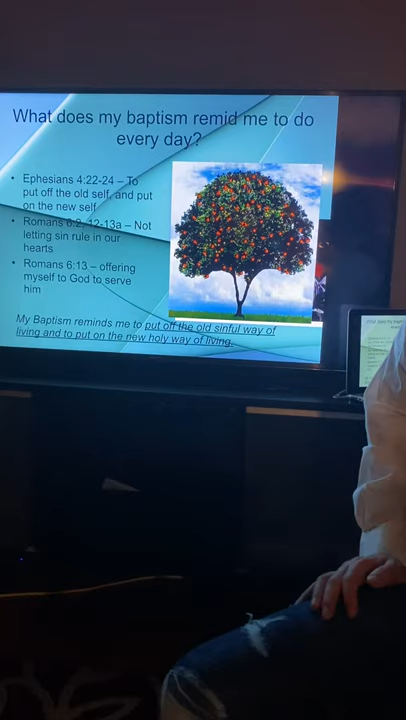 What does my baptism remid me to do
every day?
• Ephesians 4:22-24 – To
put off the old self, and put
on the new self
• Romans 6:2, 12-13a – Not
letting sin rule in our
hearts
• Romans 6:13 – offering
myself to God to serve
him
My Baptism reminds me to put off the old sinful way of
living and to put on the new holy way of living.